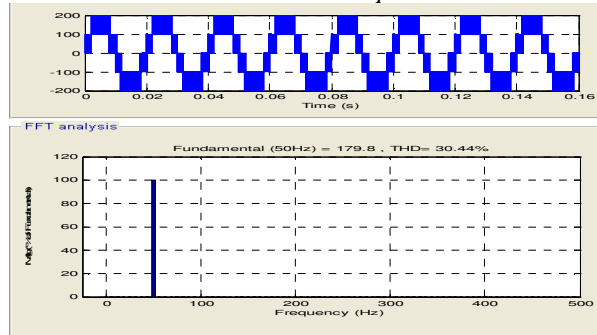 200
100
0
-100
-200
0 0.02 0.04 0.06 0.08 0.1 0.12 0.14 0.16
Time (s)
FFT analysis
Fundamental (50Hz) = 179.8 , THD= 30.44%
120
100
80
60
40
20
0
0 100 200 300 400 500
Frequency (Hz)